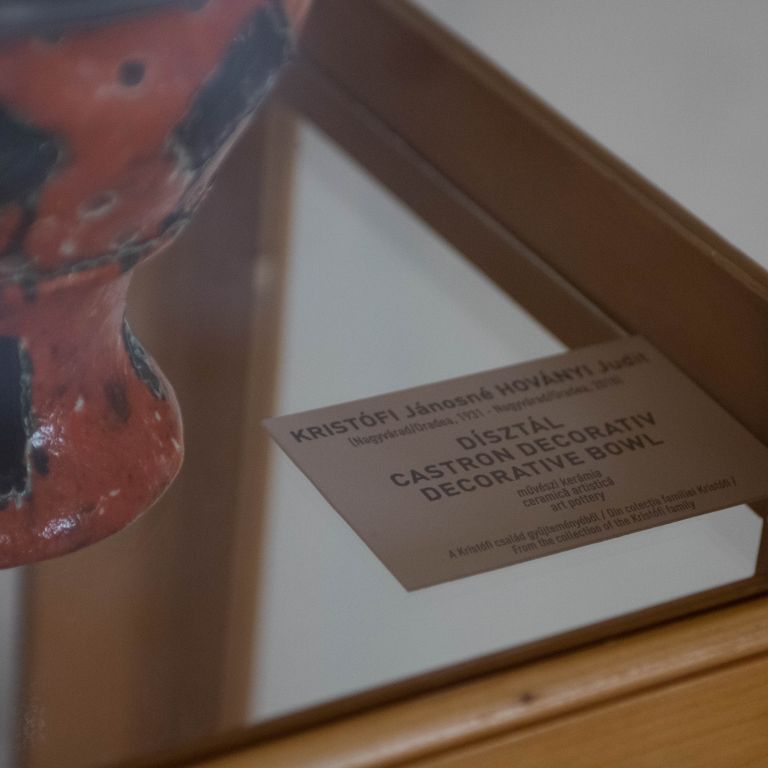 KRISTÓFI Jánosné HOVÁNYI Judit
(Nagyvárad/Oradea, 1931 - Nagyvárad/Oradea, 2018)
DÍSZTÁL
CASTRON DECORATIV
DECORATIVE BOWL
művészi kerámia
ceramică artistică
art pottery
A Kristófi család gyűjteményéből / Din colecția familiei Kristófi /
From the collection of the Kristófi family